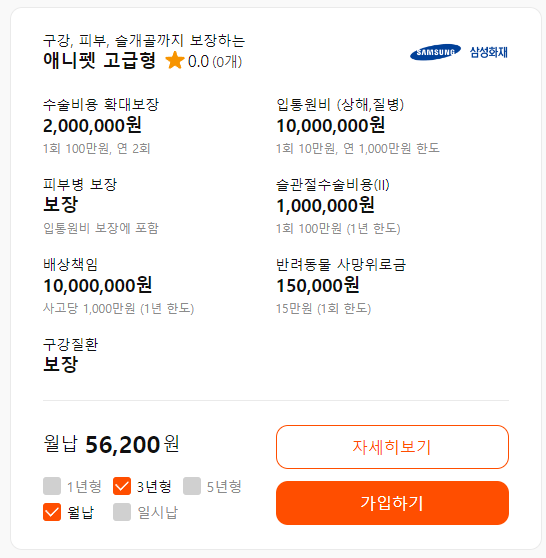 구강, 피부, 슬개골까지 보장하는
애니펫 고급형 0.0 (0개)
SAMSUNG 삼성화재
수술비용 확대보장
2,000,000원
1회 100만원, 연 2회
입통원비 (상해,질병)
10,000,000원
1회 10만원, 연 1,000만원 한도
피부병 보장
보장
입통원비 보장에 포함
슬관절수술비용(II)
1,000,000원
1회 100만원 (1년 한도)
배상책임
10,000,000원
사고당 1,000만원 (1년 한도)
반려동물 사망위로금
150,000원
15만원 (1회 한도)
구강질환
보장
월납 56,200원
1년형 3년형 5년형
월납 일시납
자세히보기
가입하기